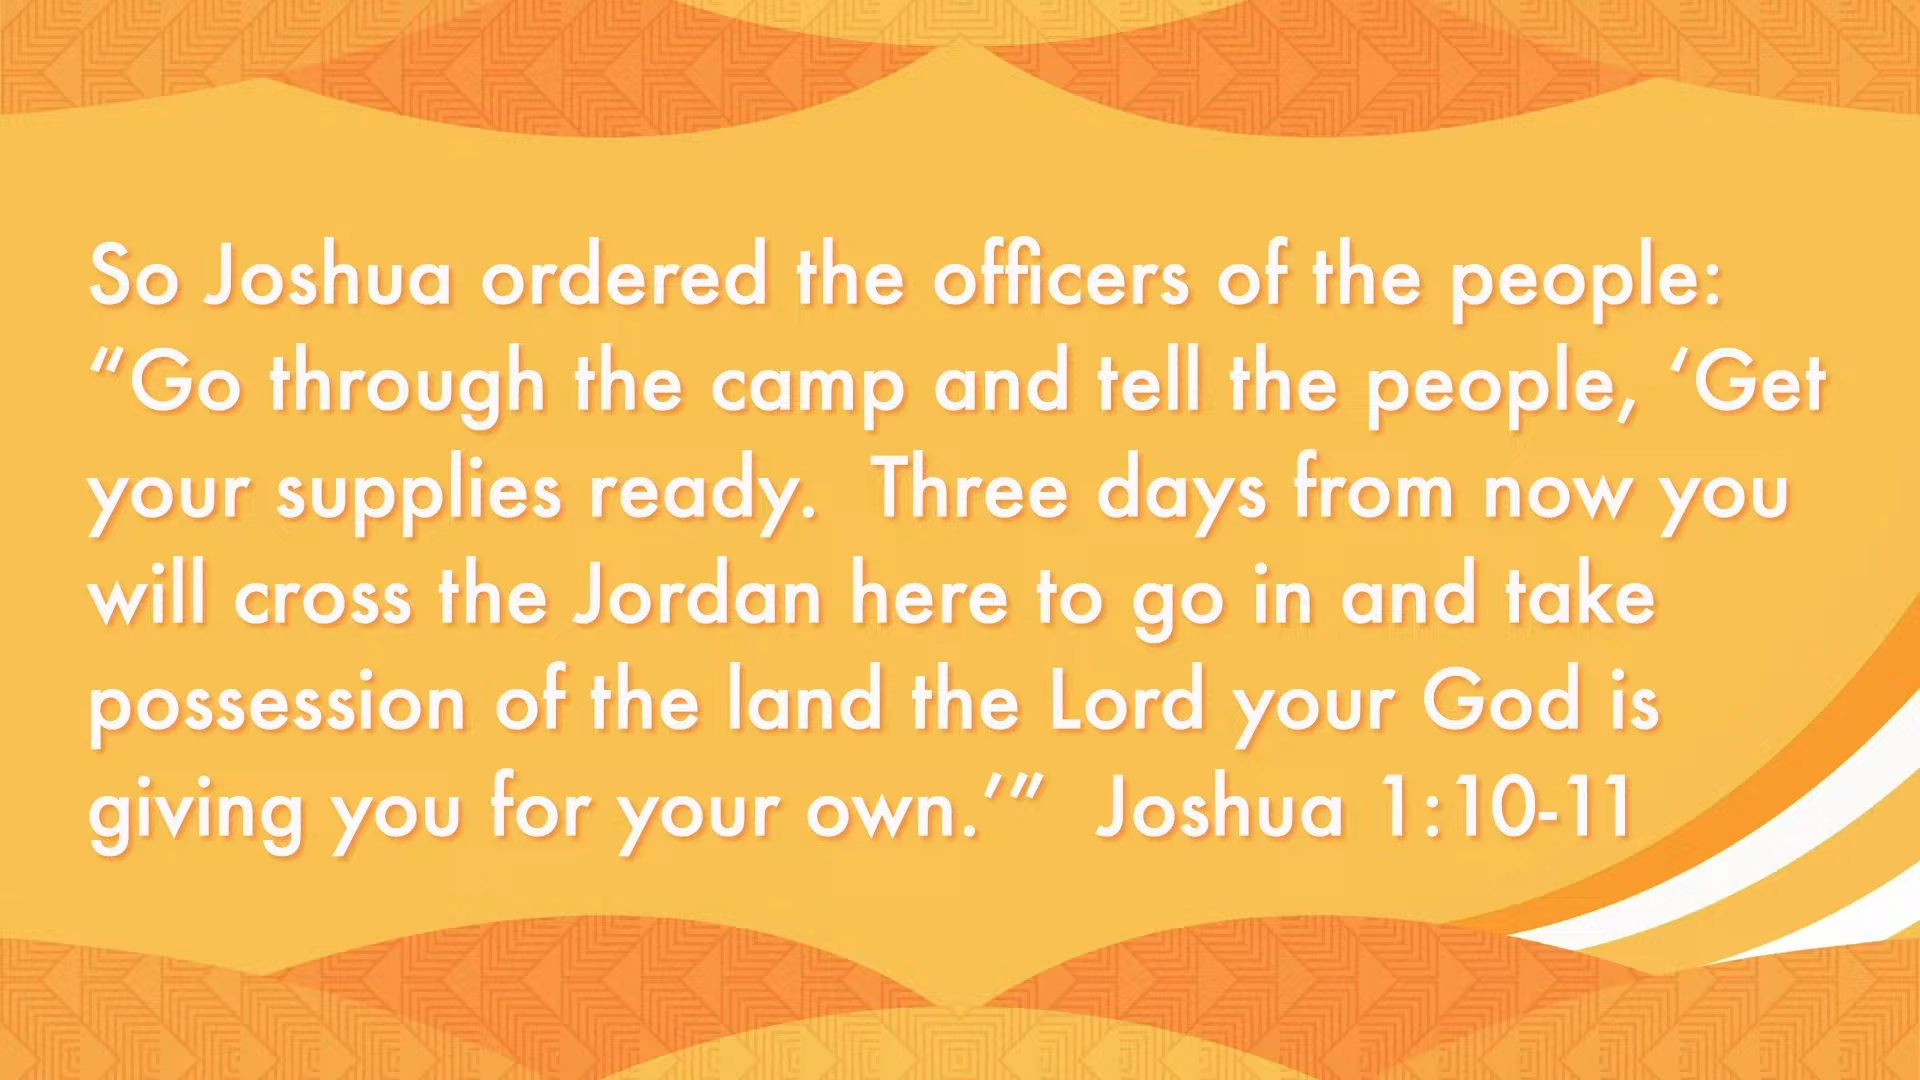 So Joshua ordered the officers of the people:
“Go through the camp and tell the people, ‘Get
your supplies ready.  Three days from now you
will cross the Jordan here to go in and take
possession of the land the Lord your God is
giving you for your own.’”  Joshua 1:10-11